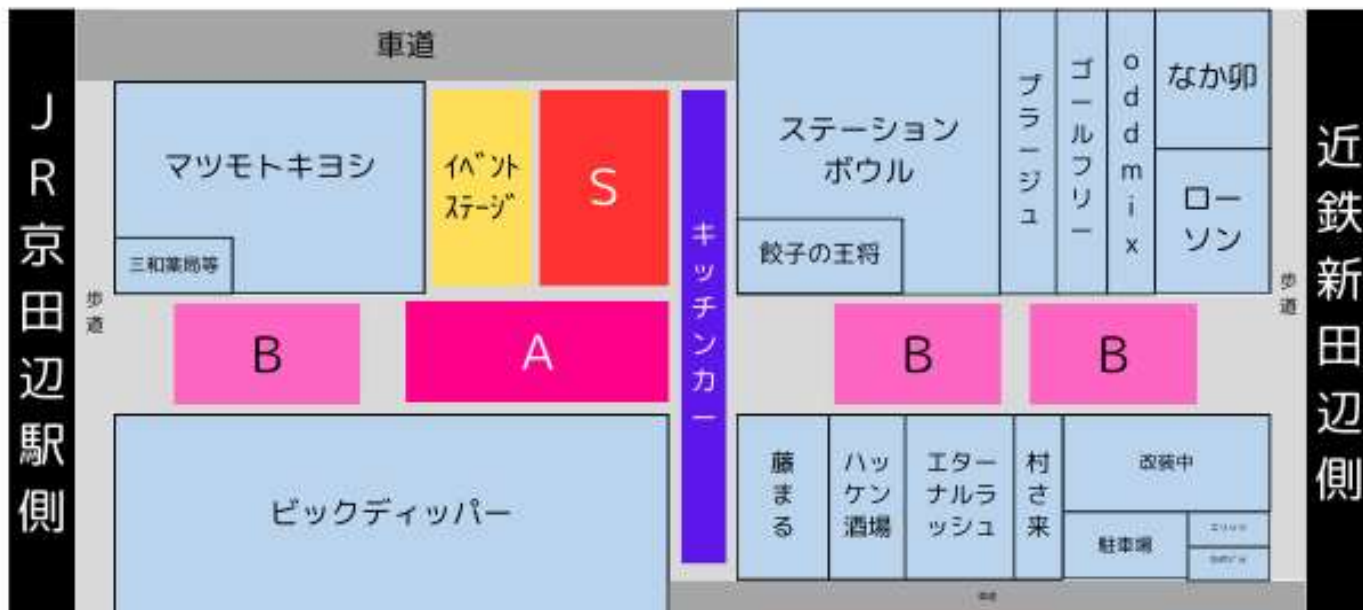 車道
JR京田辺駅側
マツモトキヨシ
三和薬局等
イベント
ステージ
S
キッチンカー
ステーション
ボウル
餃子の王将
プラージュ
ゴールフリー
oddmix
なか卯
ロー
ソン
近鉄新田辺側
歩道
B
A
B
B
歩道
ビックディッパー
藤まる
ハッ
ケン
酒場
エター
ナルラ
ッシュ
村さ来
改装中
駐車場